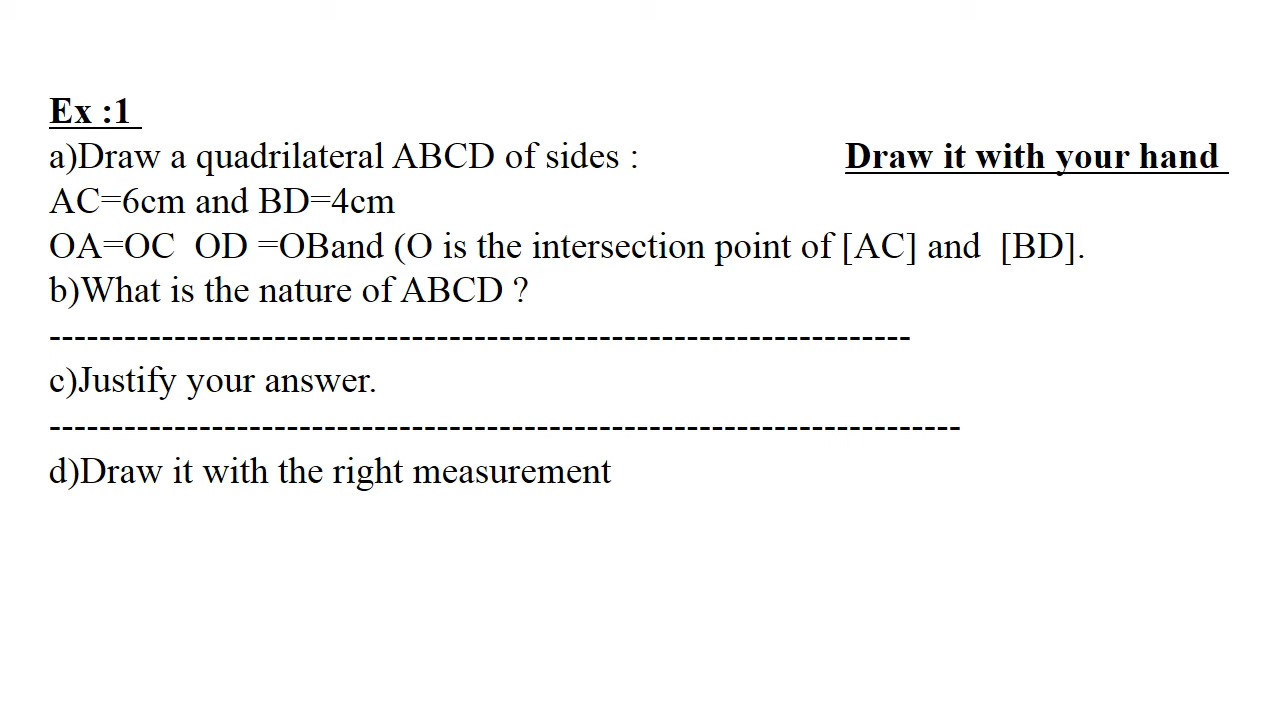 Ex :1
a)Draw a quadrilateral ABCD of sides : Draw it with your hand
AC=6cm and BD=4cm
OA=OC OD =OBand (O is the intersection point of [AC] and [BD].
b)What is the nature of ABCD ?
---------------------------------------------------------------------
c)Justify your answer.
-------------------------------------------------------------------------
d)Draw it with the right measurement